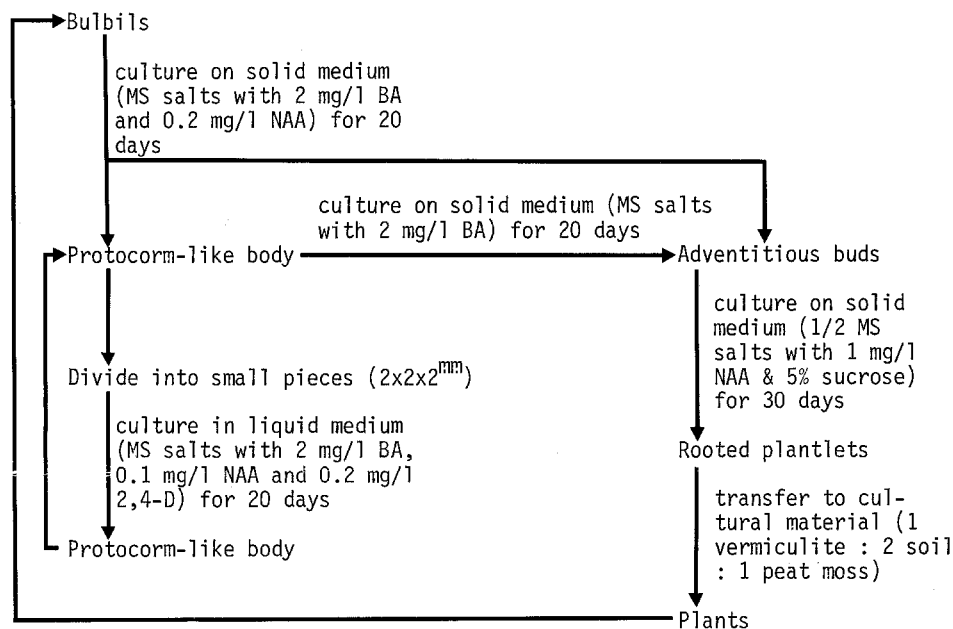 Bulbils
culture on solid medium
(MS salts with 2 mg/l BA
and 0.2 mg/l NAA) for 20
days
culture on solid medium (MS salts
with 2 mg/l BA) for 20 days
Protocorm-like body
Adventitious buds
Divide into small pieces (2x2x2mm)
culture in liquid medium
(MS salts with 2 mg/l BA,
0.1 mg/l NAA and 0.2 mg/l
2,4-D) for 20 days
Protocorm-like body
culture on solid
medium (1/2 MS
salts with 1 mg/l
NAA & 5% sucrose)
for 30 days
Rooted plantlets
transfer to cul-
tural material (1
vermiculite : 2 soil
: 1 peat moss)
Plants